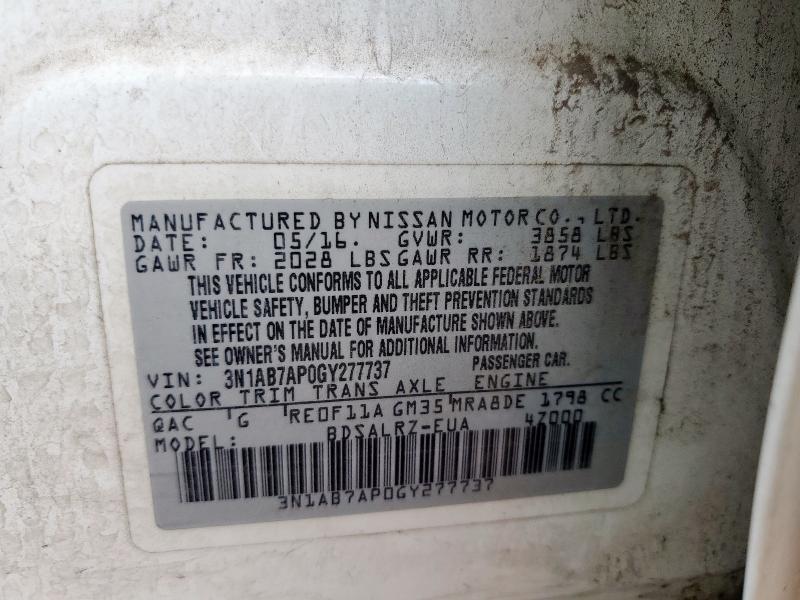 MANUFACTURED BY NISSAN MOTOR CO., LTD.
DATE: 05/16. GVWR: 3858 LBS
GAWR FR: 2028 LBS GAWR RR: 1874 LBS
THIS VEHICLE CONFORMS TO ALL APPLICABLE FEDERAL MOTOR
VEHICLE SAFETY, BUMPER AND THEFT PREVENTION STANDARDS
IN EFFECT ON THE DATE OF MANUFACTURE SHOWN ABOVE.
SEE OWNER'S MANUAL FOR ADDITIONAL INFORMATION.
VIN: 3N1AB7AP0GY277737 PASSENGER CAR.
COLOR TRIM TRANS AXLE ENGINE
QAC G RE0F11A GM35 MRA8DE 1798 CC
MODEL: BDSALRZ-EUA 4Z000
3N1AB7AP0GY277737